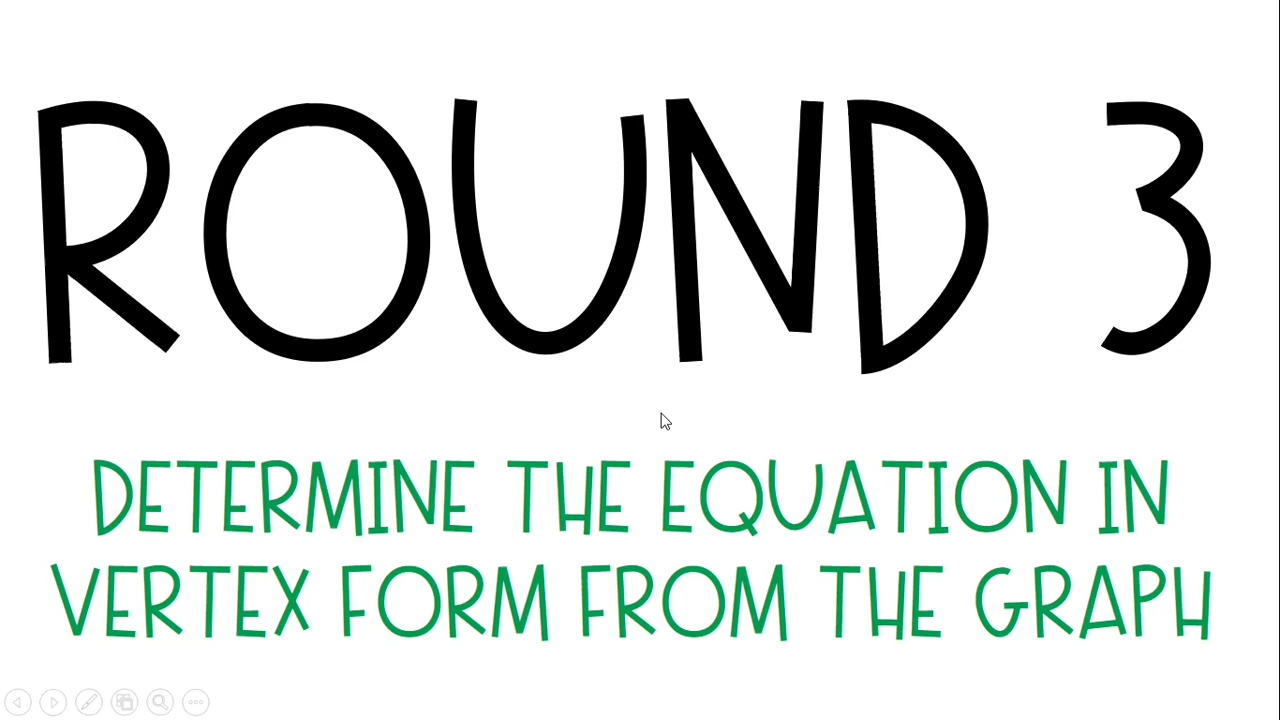 ROUND 3
DETERMINE THE EQUATION IN
VERTEX FORM FROM THE GRAPH